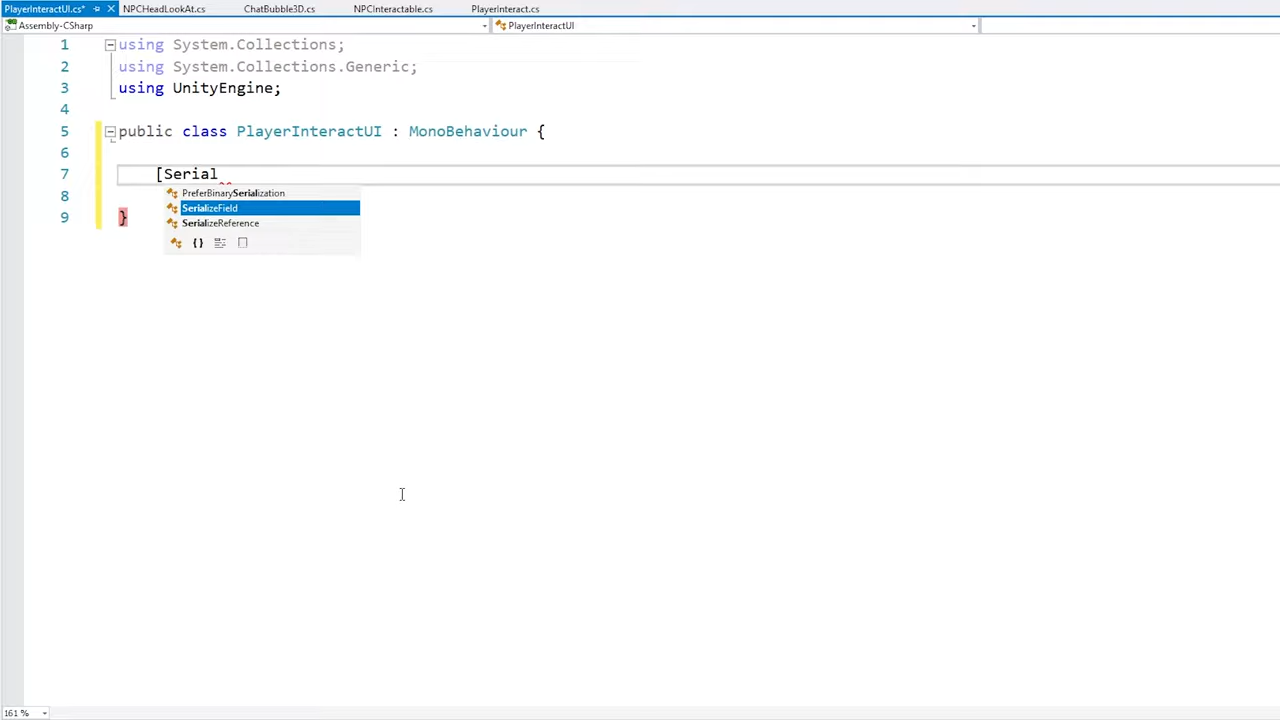 PlayerInteractUI.cs* NPCHeadLookAt.cs ChatBubble3D.cs NPCInteractable.cs PlayerInteract.cs
Assembly-CSharp PlayerInteractUI
1 using System.Collections;
2 using System.Collections.Generic;
3 using UnityEngine;
4
5 public class PlayerInteractUI : MonoBehaviour {
6
7 [Serial
PreferBinarySerialization
8 SerializeField
9 }
SerializeReference
{}
161 %